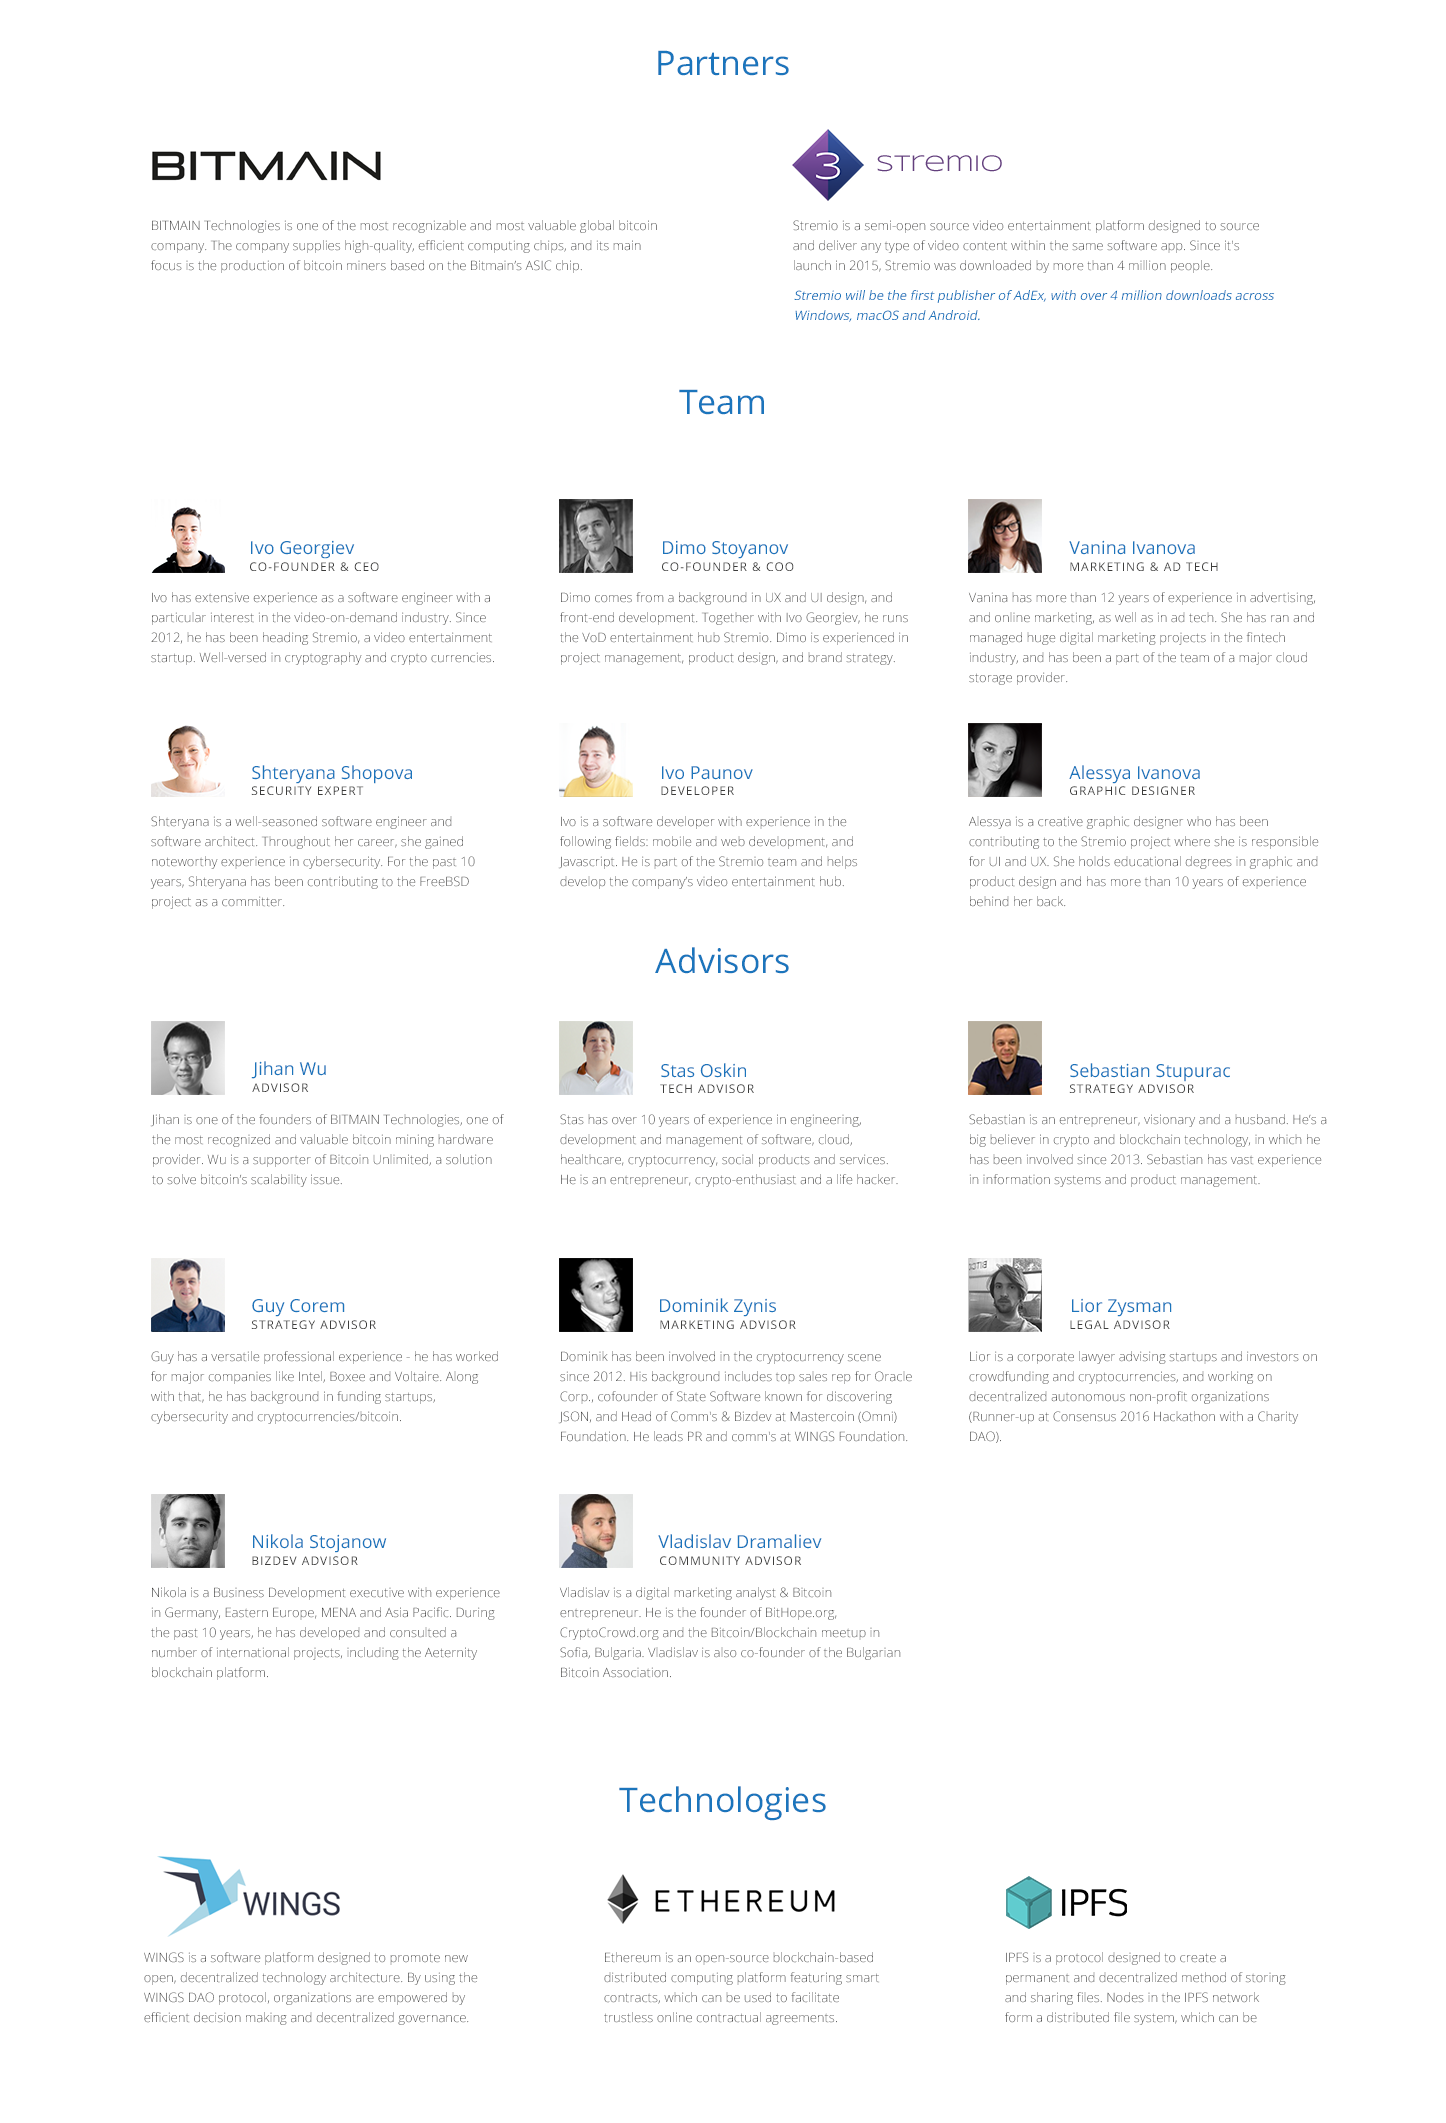 Partners
BITMAIN
3 STREMIO
BITMAIN Technologies is one of the most recognizable and most valuable global bitcoin
company. The company supplies high-quality, efficient computing chips, and its main
focus is the production of bitcoin miners based on the Bitmain’s ASIC chip.
Stremio is a semi-open source video entertainment platform designed to source
and deliver any type of video content within the same software app. Since it's
launch in 2015, Stremio was downloaded by more than 4 million people.
Stremio will be the first publisher of AdEx, with over 4 million downloads across
Windows, macOS and Android.
Team
Ivo Georgiev
CO-FOUNDER & CEO
Ivo has extensive experience as a software engineer with a
particular interest in the video-on-demand industry. Since
2012, he has been heading Stremio, a video entertainment
startup. Well-versed in cryptography and crypto currencies.
Dimo Stoyanov
CO-FOUNDER & COO
Dimo comes from a background in UX and UI design, and
front-end development. Together with Ivo Georgiev, he runs
the VoD entertainment hub Stremio. Dimo is experienced in
project management, product design, and brand strategy.
Vanina Ivanova
MARKETING & AD TECH
Vanina has more than 12 years of experience in advertising,
and online marketing, as well as in ad tech. She has ran and
managed huge digital marketing projects in the fintech
industry, and has been a part of the team of a major cloud
storage provider.
Shteryana Shopova
SECURITY EXPERT
Shteryana is a well-seasoned software engineer and
software architect. Throughout her career, she gained
noteworthy experience in cybersecurity. For the past 10
years, Shteryana has been contributing to the FreeBSD
project as a committer.
Ivo Paunov
DEVELOPER
Ivo is a software developer with experience in the
following fields: mobile and web development, and
Javascript. He is part of the Stremio team and helps
develop the company’s video entertainment hub.
Alessya Ivanova
GRAPHIC DESIGNER
Alessya is a creative graphic designer who has been
contributing to the Stremio project where she is responsible
for UI and UX. She holds educational degrees in graphic and
product design and has more than 10 years of experience
behind her back.
Advisors
Jihan Wu
ADVISOR
Jihan is one of the founders of BITMAIN Technologies, one of
the most recognized and valuable bitcoin mining hardware
provider. Wu is a supporter of Bitcoin Unlimited, a solution
to solve bitcoin’s scalability issue.
Stas Oskin
TECH ADVISOR
Stas has over 10 years of experience in engineering,
development and management of software, cloud,
healthcare, cryptocurrency, social products and services.
He is an entrepreneur, crypto-enthusiast and a life hacker.
Sebastian Stupurac
STRATEGY ADVISOR
Sebastian is an entrepreneur, visionary and a husband. He’s a
big believer in crypto and blockchain technology, in which he
has been involved since 2013. Sebastian has vast experience
in information systems and product management.
Guy Corem
STRATEGY ADVISOR
Guy has a versatile professional experience - he has worked
for major companies like Intel, Boxee and Voltaire. Along
with that, he has background in funding startups,
cybersecurity and cryptocurrencies/bitcoin.
Dominik Zynis
MARKETING ADVISOR
Dominik has been involved in the cryptocurrency scene
since 2012. His background includes top sales rep for Oracle
Corp., cofounder of State Software known for discovering
JSON, and Head of Comm's & Bizdev at Mastercoin (Omni)
Foundation. He leads PR and comm's at WINGS Foundation.
Lior Zysman
LEGAL ADVISOR
Lior is a corporate lawyer advising startups and investors on
crowdfunding and cryptocurrencies, and working on
decentralized autonomous non-profit organizations
(Runner-up at Consensus 2016 Hackathon with a Charity
DAO).
Nikola Stojanow
BIZDEV ADVISOR
Nikola is a Business Development executive with experience
in Germany, Eastern Europe, MENA and Asia Pacific. During
the past 10 years, he has developed and consulted a
number of international projects, including the Aeternity
blockchain platform.
Vladislav Dramaliev
COMMUNITY ADVISOR
Vladislav is a digital marketing analyst & Bitcoin
entrepreneur. He is the founder of BitHope.org,
CryptoCrowd.org and the Bitcoin/Blockchain meetup in
Sofia, Bulgaria. Vladislav is also co-founder of the Bulgarian
Bitcoin Association.
Technologies
WINGS
ETHEREUM
IPFS
WINGS is a software platform designed to promote new
open, decentralized technology architecture. By using the
WINGS DAO protocol, organizations are empowered by
efficient decision making and decentralized governance.
Ethereum is an open-source blockchain-based
distributed computing platform featuring smart
contracts, which can be used to facilitate
trustless online contractual agreements.
IPFS is a protocol designed to create a
permanent and decentralized method of storing
and sharing files. Nodes in the IPFS network
form a distributed file system, which can be